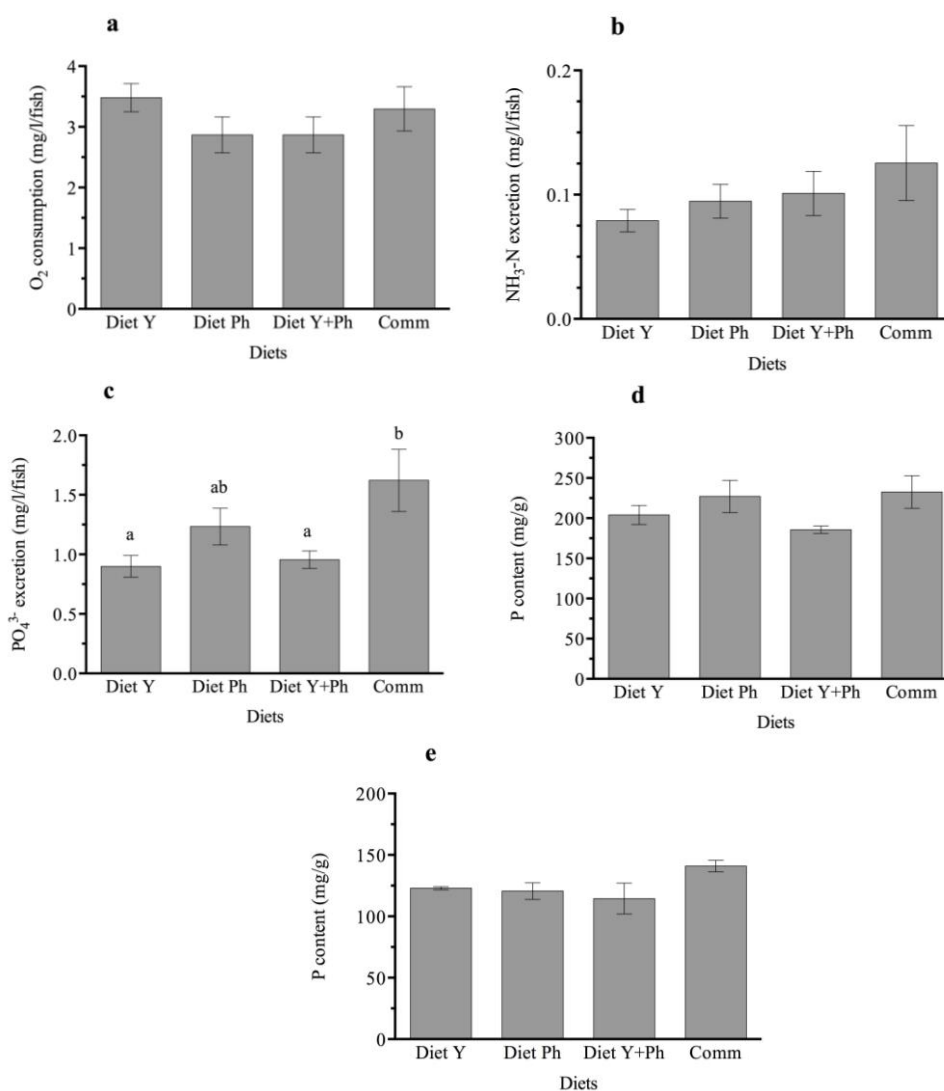 a
O₂ consumption (mg/l/fish)
4
3
2
1
0
Diet Y Diet Ph Diet Y+Ph Comm
Diets
b
NH₃-N excretion (mg/l/fish)
0.2
0.1
0.0
Diet Y Diet Ph Diet Y+Ph Comm
Diets
c
PO₄³⁻ excretion (mg/l/fish)
2.0
1.5
1.0
0.5
0.0
a
ab
a
b
Diet Y Diet Ph Diet Y+Ph Comm
Diets
d
P content (mg/g)
300
250
200
150
100
50
0
Diet Y Diet Ph Diet Y+Ph Comm
Diets
e
P content (mg/g)
200
150
100
50
0
Diet Y Diet Ph Diet Y+Ph Comm
Diets